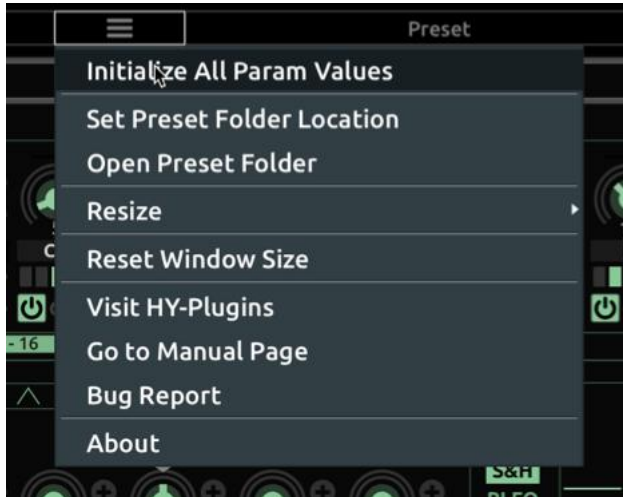 Preset
Initialize All Param Values
Set Preset Folder Location
Open Preset Folder
Resize
Reset Window Size
Visit HY-Plugins
- 16
Go to Manual Page
Bug Report
About
S&H